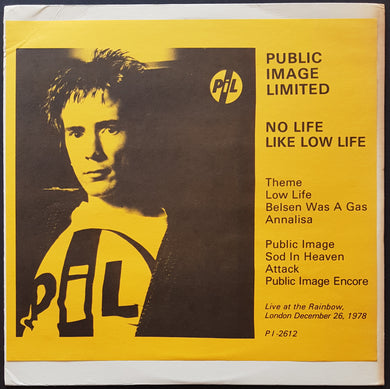 PUBLIC
IMAGE
LIMITED
PiL
NO LIFE
LIKE LOW LIFE
Theme
Low Life
Belsen Was A Gas
Annalisa
Public Image
Sod In Heaven
Attack
Public Image Encore
PiL
Live at the Rainbow,
London December 26, 1978
PI-2612